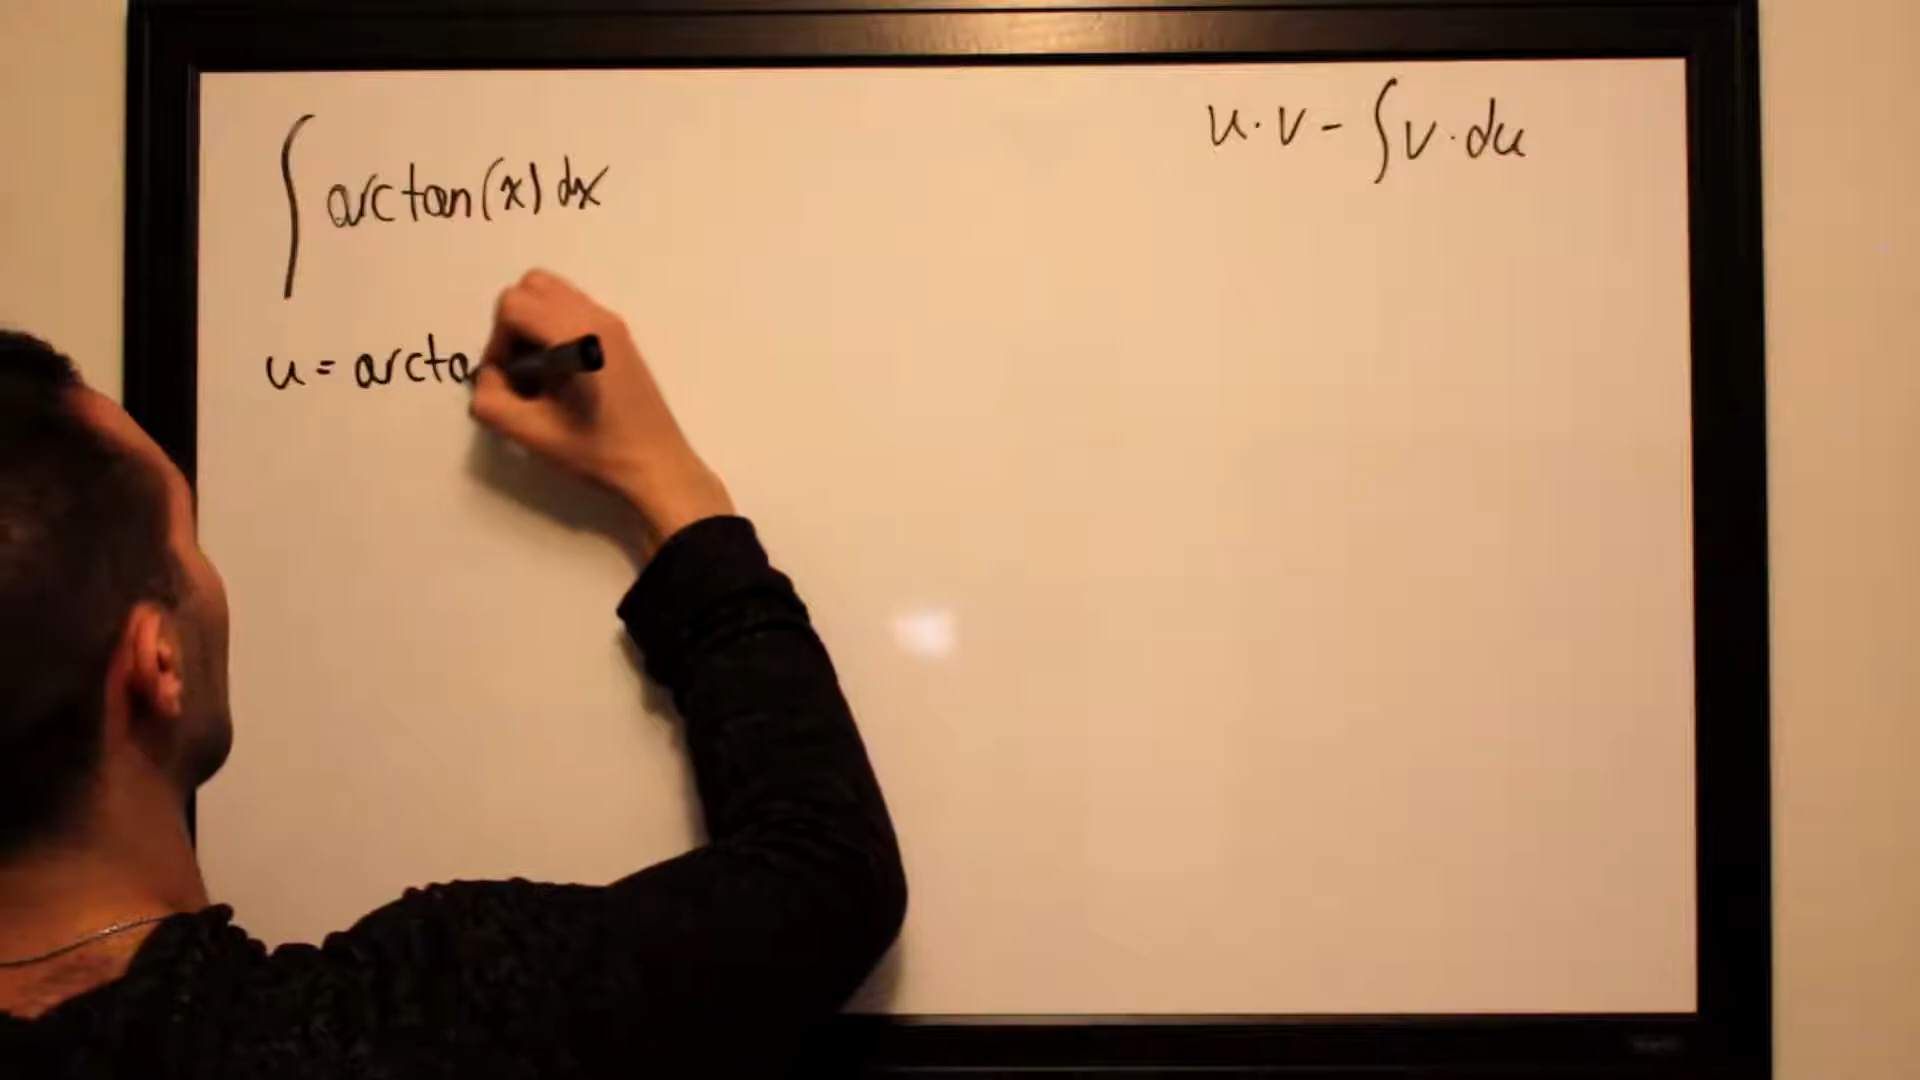 ∫ arctan(x) dx
u · v - ∫ v · du
u = arcta